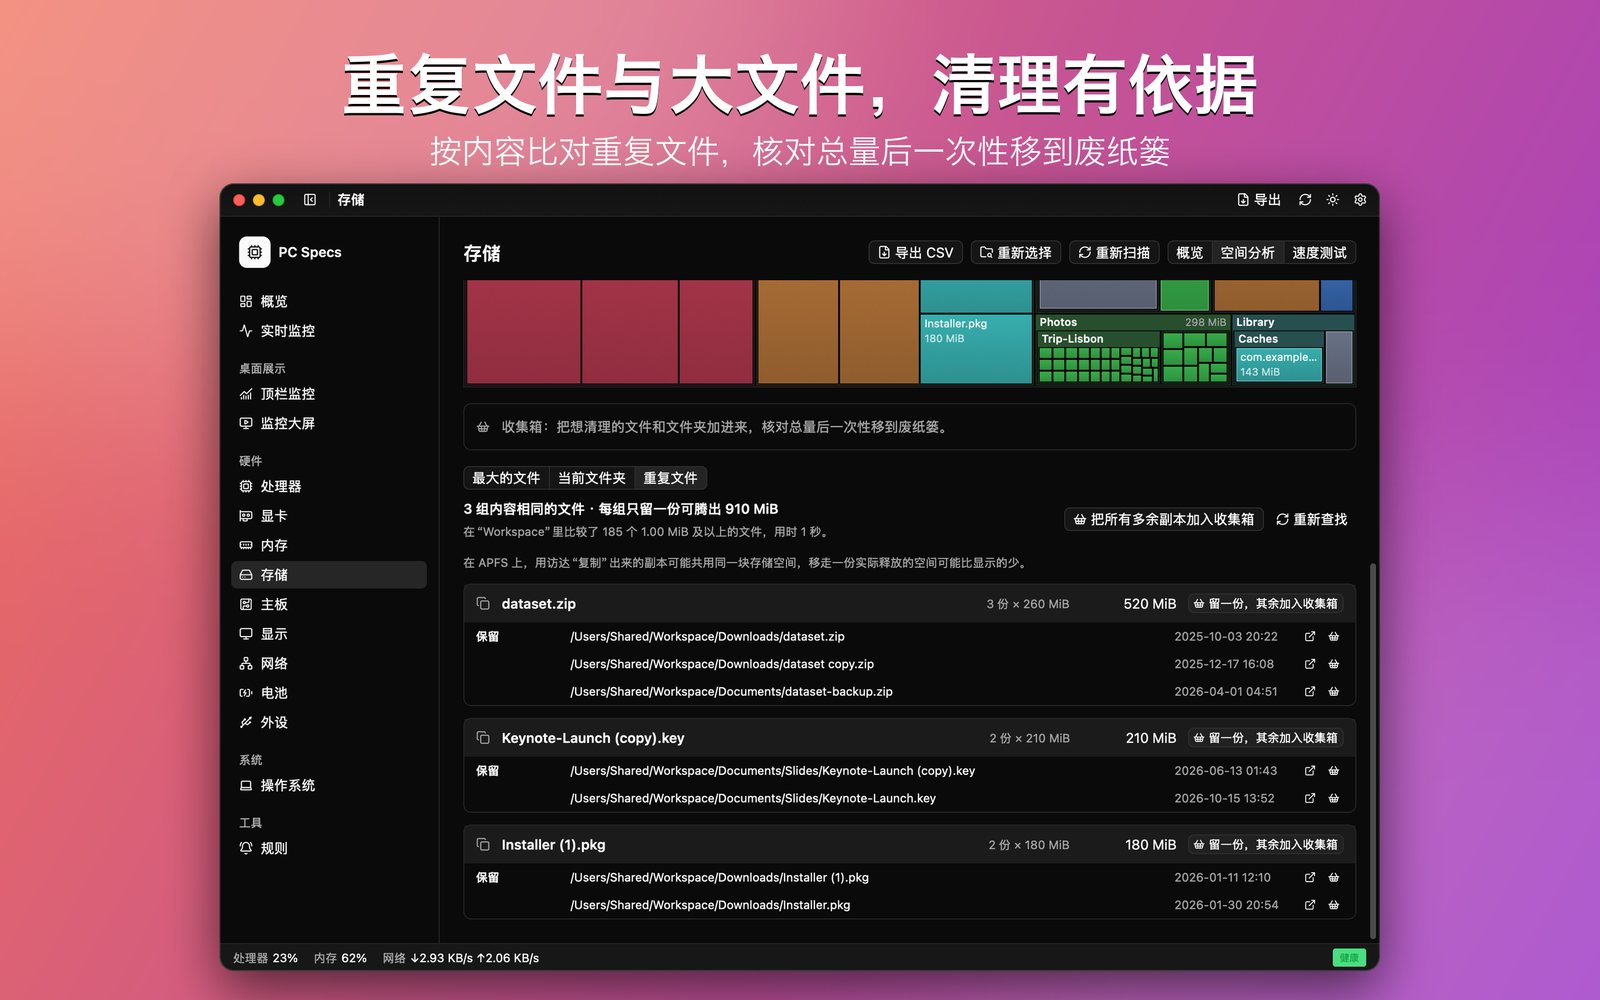 重复文件与大文件，清理有依据
按内容比对重复文件，核对总量后一次性移到废纸篓
存储
导出
PC Specs
概览
实时监控
桌面展示
顶栏监控
监控大屏
硬件
处理器
显卡
内存
存储
主板
显示
网络
电池
外设
系统
操作系统
工具
规则
存储
导出 CSV
重新选择
重新扫描
概览
空间分析
速度测试
Installer.pkg
180 MiB
Photos
298 MiB
Trip-Lisbon
Library
Caches
com.example...
143 MiB
收集箱：把想清理的文件和文件夹加进来，核对总量后一次性移到废纸篓。
最大的文件
当前文件夹
重复文件
3 组内容相同的文件 · 每组只留一份可腾出 910 MiB
在“Workspace”里比较了 185 个 1.00 MiB 及以上的文件，用时 1 秒。
把所有多余副本加入收集箱
重新查找
在 APFS 上，用访达“复制”出来的副本可能共用同一块存储空间，移走一份实际释放的空间可能比显示的少。
dataset.zip
3 份 × 260 MiB
520 MiB
留一份，其余加入收集箱
保留
/Users/Shared/Workspace/Downloads/dataset.zip
2025-10-03 20:22
/Users/Shared/Workspace/Downloads/dataset copy.zip
2025-12-17 16:08
/Users/Shared/Workspace/Documents/dataset-backup.zip
2026-04-01 04:51
Keynote-Launch (copy).key
2 份 × 210 MiB
210 MiB
留一份，其余加入收集箱
保留
/Users/Shared/Workspace/Documents/Slides/Keynote-Launch (copy).key
2026-06-13 01:43
/Users/Shared/Workspace/Documents/Slides/Keynote-Launch.key
2026-10-15 13:52
Installer (1).pkg
2 份 × 180 MiB
180 MiB
留一份，其余加入收集箱
保留
/Users/Shared/Workspace/Downloads/Installer (1).pkg
2026-01-11 12:10
/Users/Shared/Workspace/Downloads/Installer.pkg
2026-01-30 20:54
处理器 23%
内存 62%
网络 ↓2.93 KB/s ↑2.06 KB/s
健康